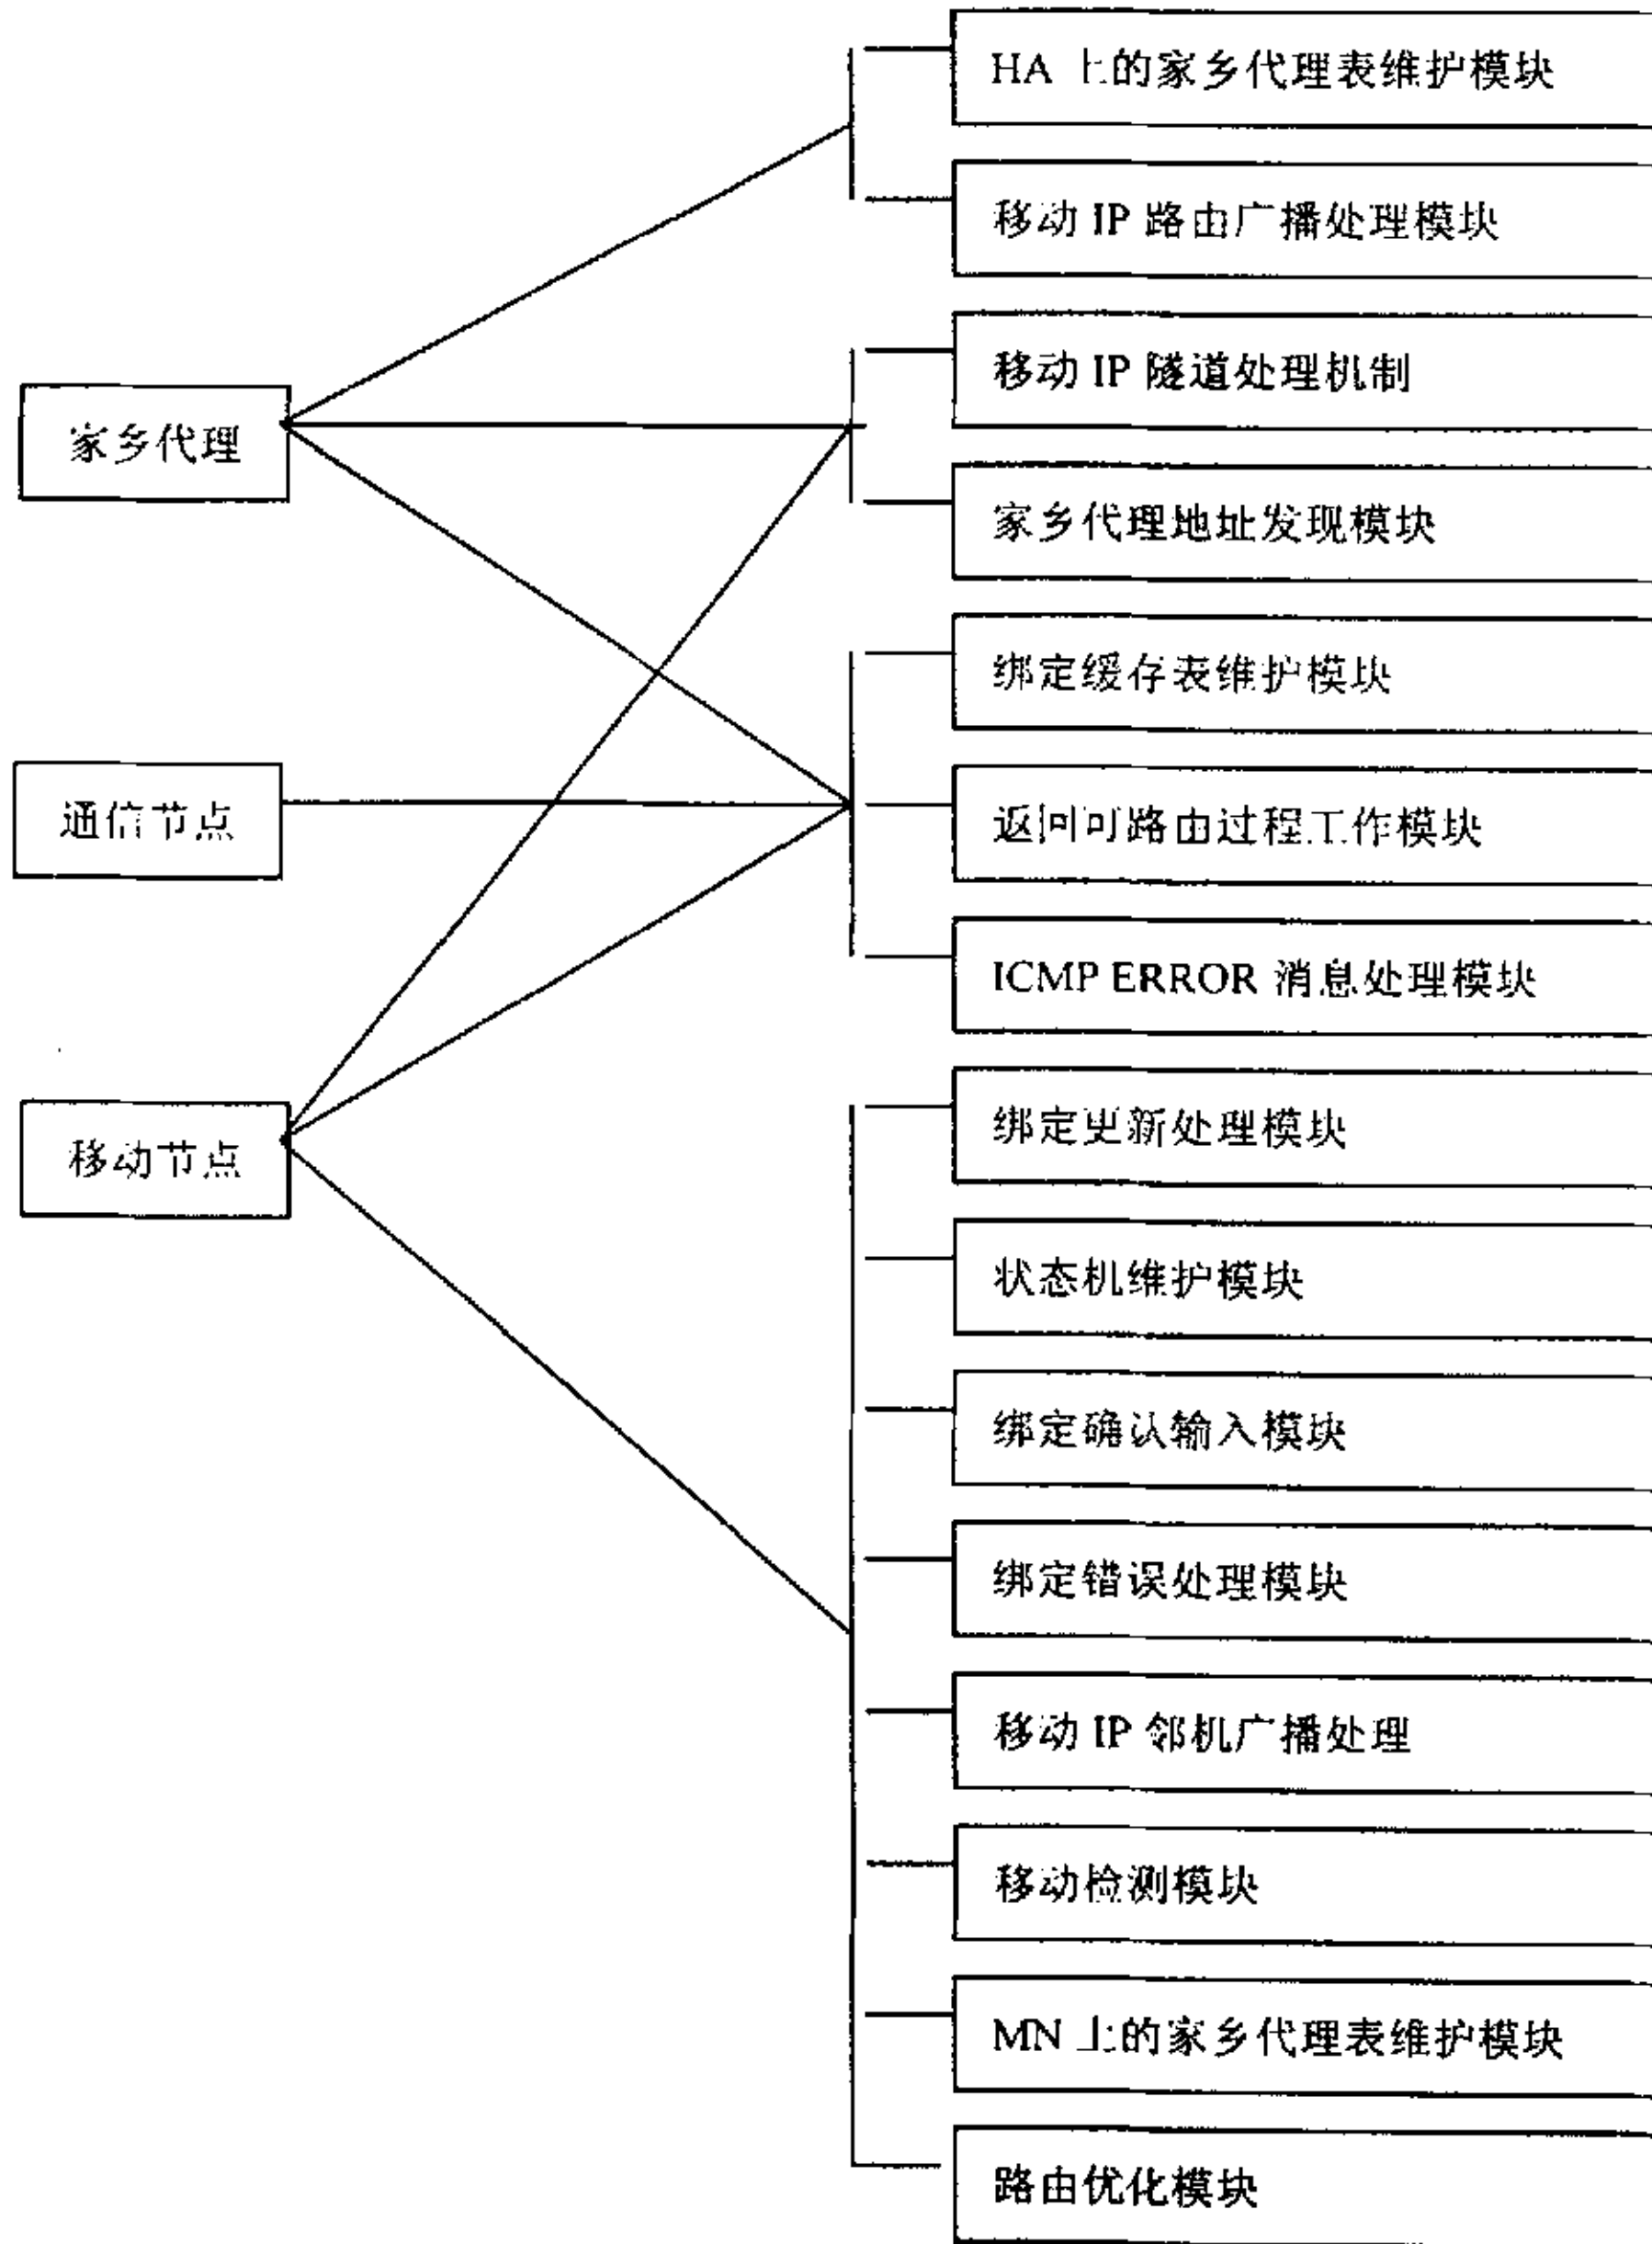 HA 上的家乡代理表维护模块
移动 IP 路由广播处理模块
移动 IP 隧道处理机制
家乡代理
家乡代理地址发现模块
绑定缓存表维护模块
通信节点
返回可路由过程工作模块
ICMP ERROR 消息处理模块
绑定更新处理模块
移动节点
状态机维护模块
绑定确认输入模块
绑定错误处理模块
移动 IP 邻机广播处理
移动检测模块
MN 上的家乡代理表维护模块
路由优化模块